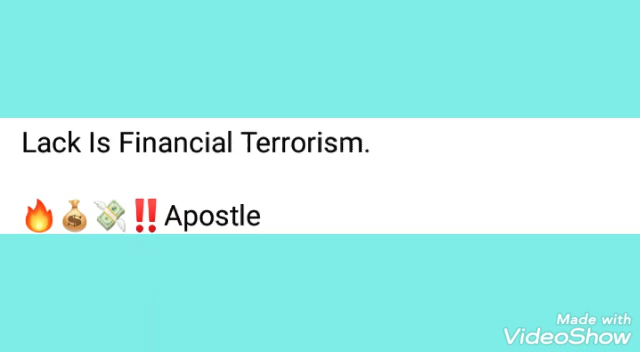 Lack Is Financial Terrorism.
🔥💰💸‼️Apostle
Made with
VideoShow